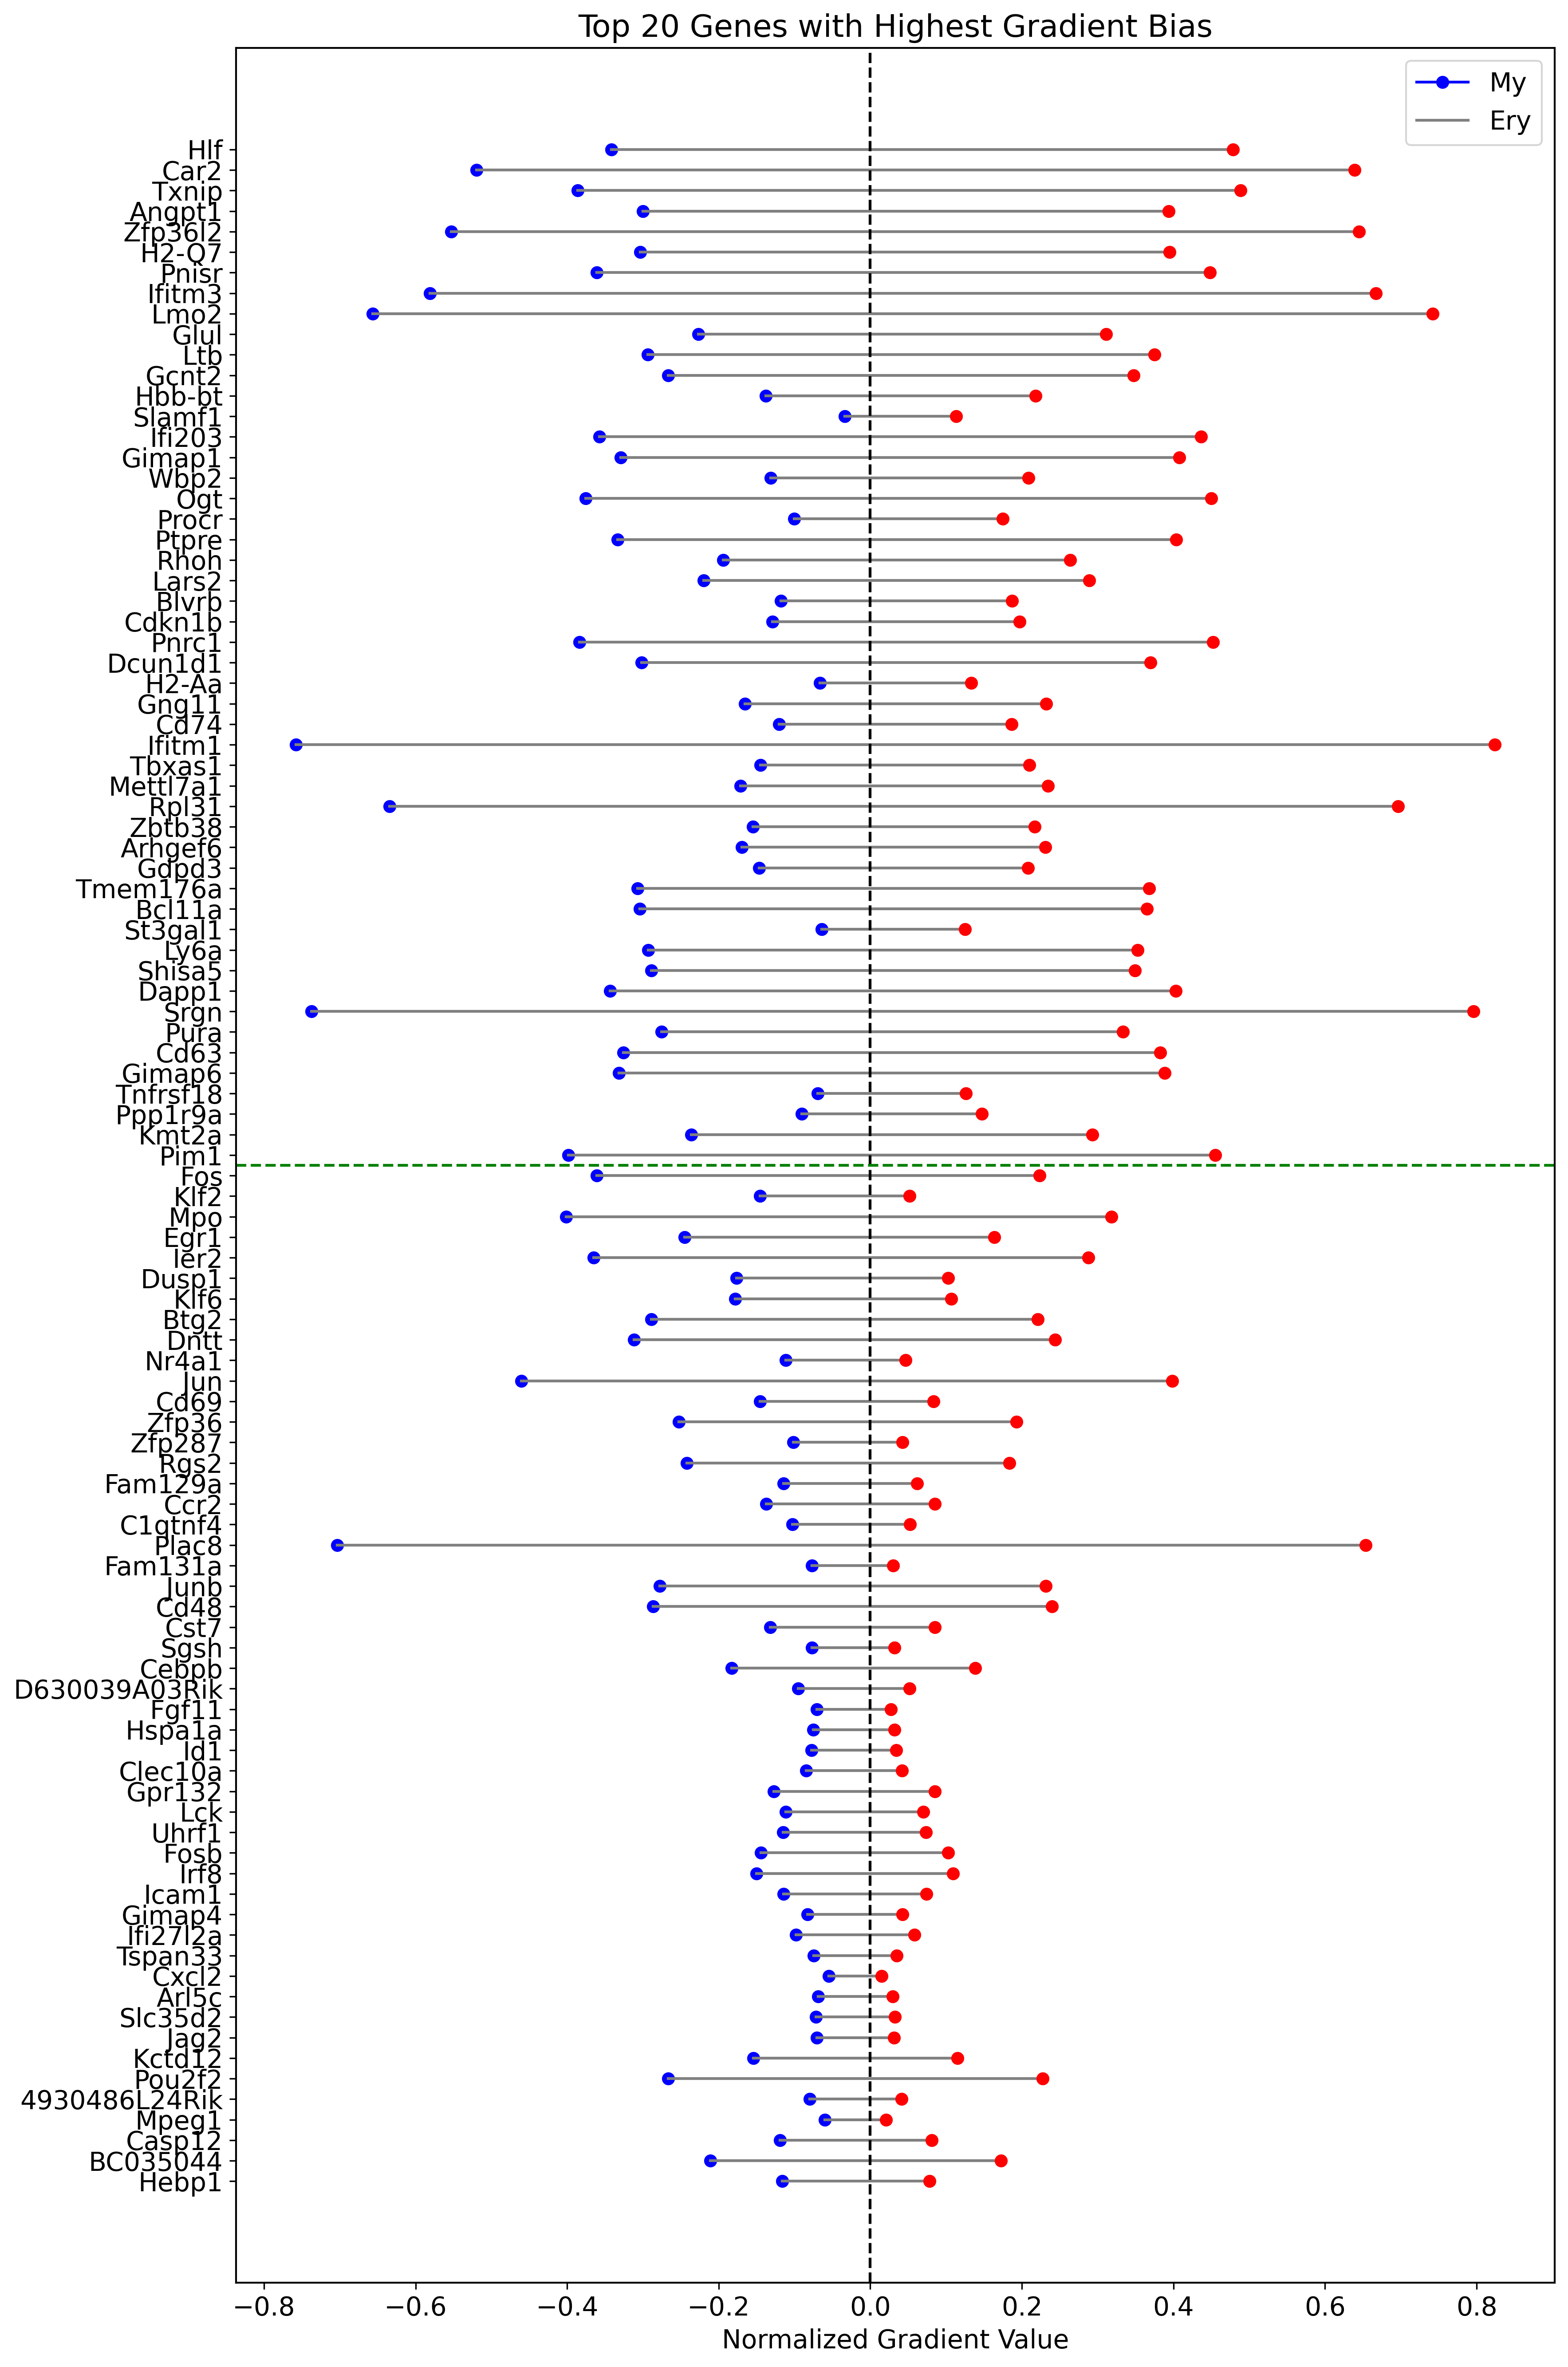 Top 20 Genes with Highest Gradient Bias
My
Ery
Hlf
Car2
Txnip
Angpt1
Zfp36l2
H2-Q7
Pnisr
Ifitm3
Lmo2
Glul
Ltb
Gcnt2
Hbb-bt
Slamf1
Ifi203
Gimap1
Wbp2
Ogt
Procr
Ptpre
Rhoh
Lars2
Blvrb
Cdkn1b
Pnrc1
Dcun1d1
H2-Aa
Gng11
Cd74
Ifitm1
Tbxas1
Mettl7a1
Rpl31
Zbtb38
Arhgef6
Gdpd3
Tmem176a
Bcl11a
St3gal1
Ly6a
Shisa5
Dapp1
Srgn
Pura
Cd63
Gimap6
Tnfrsf18
Ppp1r9a
Kmt2a
Pim1
Fos
Klf2
Mpo
Egr1
Ier2
Dusp1
Klf6
Btg2
Dntt
Nr4a1
Jun
Cd69
Zfp36
Zfp287
Rgs2
Fam129a
Ccr2
C1qtnf4
Plac8
Fam131a
Junb
Cd48
Cst7
Sgsh
Cebpb
D630039A03Rik
Fgf11
Hspa1a
Id1
Clec10a
Gpr132
Lck
Uhrf1
Fosb
Irf8
Icam1
Gimap4
Ifi27l2a
Tspan33
Cxcl2
Arl5c
Slc35d2
Jag2
Kctd12
Pou2f2
4930486L24Rik
Mpeg1
Casp12
BC035044
Hebp1
−0.8 −0.6 −0.4 −0.2 0.0 0.2 0.4 0.6 0.8
Normalized Gradient Value